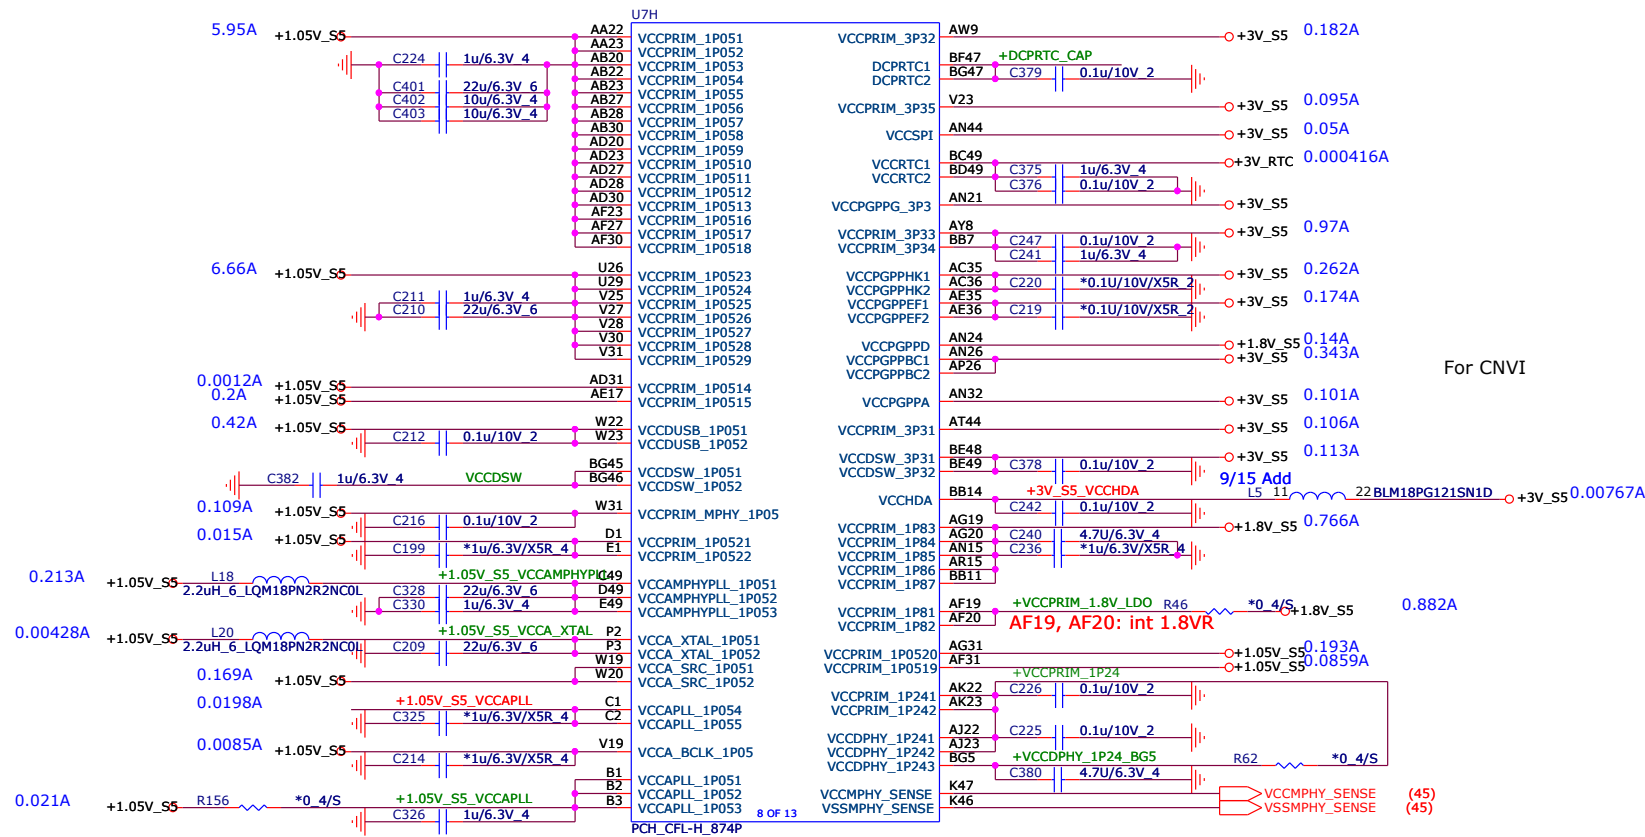 U7H
5.95A +1.05V_S5 AA22 VCCPRIM_1P051
AA23 VCCPRIM_1P052
C224 1u/6.3V_4 AB20 VCCPRIM_1P053
AB22 VCCPRIM_1P054
C401 22u/6.3V_6 AB23 VCCPRIM_1P055
C402 10u/6.3V_4 AB27 VCCPRIM_1P056
C403 10u/6.3V_4 AB28 VCCPRIM_1P057
AB30 VCCPRIM_1P058
AD20 VCCPRIM_1P059
AD23 VCCPRIM_1P0510
AD27 VCCPRIM_1P0511
AD28 VCCPRIM_1P0512
AD30 VCCPRIM_1P0513
AF23 VCCPRIM_1P0516
AF27 VCCPRIM_1P0517
AF30 VCCPRIM_1P0518
6.66A +1.05V_S5 U26 VCCPRIM_1P0523
U29 VCCPRIM_1P0524
C211 1u/6.3V_4 V25 VCCPRIM_1P0525
C210 22u/6.3V_6 V27 VCCPRIM_1P0526
V28 VCCPRIM_1P0527
V30 VCCPRIM_1P0528
V31 VCCPRIM_1P0529
0.0012A +1.05V_S5 AD31 VCCPRIM_1P0514
0.2A +1.05V_S5 AE17 VCCPRIM_1P0515
0.42A +1.05V_S5 W22 VCCDUSB_1P051
C212 0.1u/10V_2 W23 VCCDUSB_1P052
BG45 VCCDSW_1P051
C382 1u/6.3V_4 VCCDSW BG46 VCCDSW_1P052
0.109A +1.05V_S5 W31 VCCPRIM_MPHY_1P05
C216 0.1u/10V_2
0.015A +1.05V_S5 D1 VCCPRIM_1P0521
C199 *1u/6.3V/X5R_4 E1 VCCPRIM_1P0522
0.213A +1.05V_S5 L18 2.2uH_6_LQM18PN2R2NC0L +1.05V_S5_VCCAMPHYPLL C49 VCCAMPHYPLL_1P051
C328 22u/6.3V_6 D49 VCCAMPHYPLL_1P052
C330 1u/6.3V_4 E49 VCCAMPHYPLL_1P053
0.00428A +1.05V_S5 L20 2.2uH_6_LQM18PN2R2NC0L +1.05V_S5_VCCA_XTAL P2 VCCA_XTAL_1P051
C209 22u/6.3V_6 P3 VCCA_XTAL_1P052
W19 VCCA_SRC_1P051
0.169A +1.05V_S5 W20 VCCA_SRC_1P052
0.0198A +1.05V_S5_VCCAPLL C1 VCCAPLL_1P054
C325 *1u/6.3V/X5R_4 C2 VCCAPLL_1P055
0.0085A +1.05V_S5 V19 VCCA_BCLK_1P05
C214 *1u/6.3V/X5R_4
B1 VCCAPLL_1P051
B2 VCCAPLL_1P052
0.021A +1.05V_S5 R156 *0_4/S +1.05V_S5_VCCAPLL B3 VCCAPLL_1P053
C326 1u/6.3V_4
VCCPRIM_3P32 AW9 +3V_S5 0.182A
DCPRTC1 BF47 +DCPRTC_CAP
DCPRTC2 BG47 C379 0.1u/10V_2
VCCPRIM_3P35 V23 +3V_S5 0.095A
VCCSPI AN44 +3V_S5 0.05A
VCCRTC1 BC49 +3V_RTC 0.000416A
VCCRTC2 BD49 C375 1u/6.3V_4
C376 0.1u/10V_2
VCCPGPPG_3P3 AN21 +3V_S5
VCCPRIM_3P33 AY8 +3V_S5 0.97A
VCCPRIM_3P34 BB7 C247 0.1u/10V_2
C241 1u/6.3V_4
VCCPGPPHK1 AC35 +3V_S5 0.262A
VCCPGPPHK2 AC36 C220 *0.1U/10V/X5R_2
VCCPGPPEF1 AE35 +3V_S5 0.174A
VCCPGPPEF2 AE36 C219 *0.1U/10V/X5R_2
VCCPGPPD AN24 +1.8V_S5 0.14A
VCCPGPPBC1 AN26 +3V_S5 0.343A
VCCPGPPBC2 AP26
For CNVI
VCCPGPPA AN32 +3V_S5 0.101A
VCCPRIM_3P31 AT44 +3V_S5 0.106A
VCCDSW_3P31 BE48 +3V_S5 0.113A
VCCDSW_3P32 BE49 C378 0.1u/10V_2
9/15 Add
VCCHDA BB14 +3V_S5_VCCHDA L5 11 22 BLM18PG121SN1D +3V_S5 0.00767A
C242 0.1u/10V_2
VCCPRIM_1P83 AG19 +1.8V_S5 0.766A
VCCPRIM_1P84 AG20 C240 4.7U/6.3V_4
VCCPRIM_1P85 AN15 C236 *1u/6.3V/X5R_4
VCCPRIM_1P86 AR15
VCCPRIM_1P87 BB11
VCCPRIM_1P81 AF19 +VCCPRIM_1.8V_LDO R46 *0_4/S +1.8V_S5 0.882A
VCCPRIM_1P82 AF20 AF19, AF20: int 1.8VR
VCCPRIM_1P0520 AG31 +1.05V_S5 0.193A
VCCPRIM_1P0519 AF31 +1.05V_S5 0.0859A
+VCCPRIM_1P24
VCCPRIM_1P241 AK22 C226 0.1u/10V_2
VCCPRIM_1P242 AK23
VCCDPHY_1P241 AJ22 C225 0.1u/10V_2
VCCDPHY_1P242 AJ23
VCCDPHY_1P243 BG5 +VCCDPHY_1P24_BG5 R62 *0_4/S
C380 4.7U/6.3V_4
VCCMPHY_SENSE K47 VCCMPHY_SENSE (45)
VSSMPHY_SENSE K46 VSSMPHY_SENSE (45)
8 OF 13
PCH_CFL-H_874P